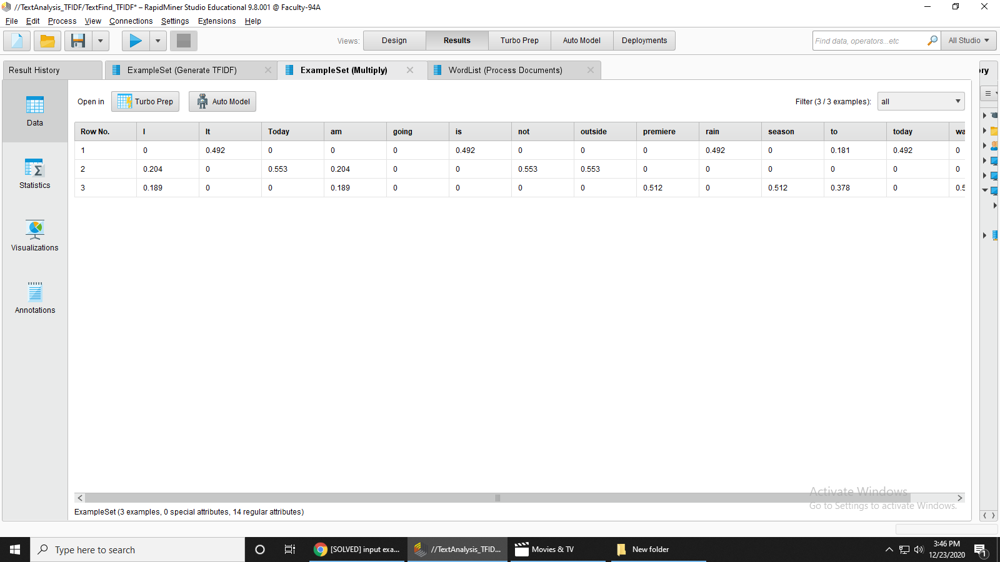 //TextAnalysis_TFIDF/TextFind_TFIDF* – RapidMiner Studio Educational 9.8.001 @ Faculty-94A
File Edit Process View Connections Settings Extensions Help
Views: Design Results Turbo Prep Auto Model Deployments Find data, operators...etc All Studio
Result History ExampleSet (Generate TFIDF) ExampleSet (Multiply) WordList (Process Documents) ry
Open in Turbo Prep Auto Model Filter (3 / 3 examples): all
Data
Statistics
Visualizations
Annotations
Row No. I It Today am going is not outside premiere rain season to today wa
1 0 0.492 0 0 0 0.492 0 0 0 0.492 0 0.181 0.492 0
2 0.204 0 0.553 0.204 0 0 0.553 0.553 0 0 0 0 0 0
3 0.189 0 0 0.189 0 0 0 0 0.512 0 0.512 0.378 0 0.5
Activate Windows
Go to Settings to activate Windows.
ExampleSet (3 examples, 0 special attributes, 14 regular attributes)
Type here to search [SOLVED] input exa... //TextAnalysis_TFID... Movies & TV New folder
3:46 PM
12/23/2020
1